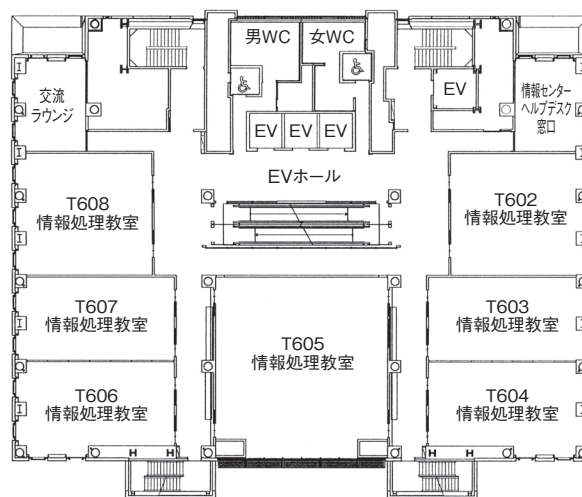 男WC
女WC
交流
ラウンジ
EV
情報センター
ヘルプデスク
窓口
EV
EV
EV
EVホール
T608
情報処理教室
T602
情報処理教室
T607
情報処理教室
T605
情報処理教室
T603
情報処理教室
T606
情報処理教室
T604
情報処理教室